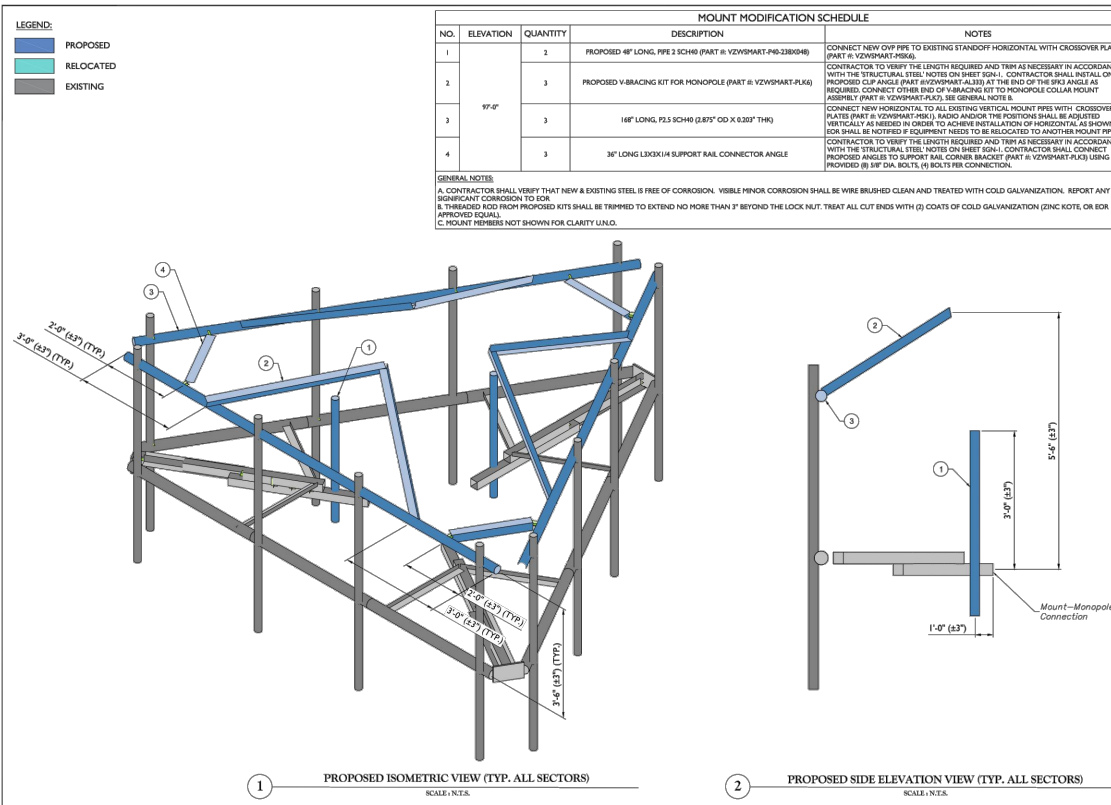 LEGEND:
PROPOSED
RELOCATED
EXISTING
MOUNT MODIFICATION SCHEDULE
NO. ELEVATION QUANTITY DESCRIPTION NOTES
97'-0"
1 2 PROPOSED 48" LONG, PIPE 2 SCH40 (PART #: VZWSMART-P40-238X048)
CONNECT NEW OVP PIPE TO EXISTING STANDOFF HORIZONTAL WITH CROSSOVER PLA
(PART #: VZWSMART-MSK6).
2 3 PROPOSED V-BRACING KIT FOR MONOPOLE (PART #: VZWSMART-PLK6)
CONTRACTOR TO VERIFY THE LENGTH REQUIRED AND TRIM AS NECESSARY IN ACCORDAN
WITH THE 'STRUCTURAL STEEL' NOTES ON SHEET SGN-1. CONTRACTOR SHALL INSTALL ON
PROPOSED CLIP ANGLE (PART #:VZWSMART-AL333) AT THE END OF THE SFK3 ANGLE AS
REQUIRED. CONNECT OTHER END OF V-BRACING KIT TO MONOPOLE COLLAR MOUNT
ASSEMBLY (PART #: VZWSMART-PLK7). SEE GENERAL NOTE B.
3 3 168" LONG, P2.5 SCH40 (2.875" OD X 0.203" THK)
CONNECT NEW HORIZONTAL TO ALL EXISTING VERTICAL MOUNT PIPES WITH CROSSOVER
PLATES (PART #: VZWSMART-MSK1). RADIO AND/OR TME POSITIONS SHALL BE ADJUSTED
VERTICALLY AS NEEDED IN ORDER TO ACHIEVE INSTALLATION OF HORIZONTAL AS SHOWN
EOR SHALL BE NOTIFIED IF EQUIPMENT NEEDS TO BE RELOCATED TO ANOTHER MOUNT PIP
4 3 36" LONG L3X3X1/4 SUPPORT RAIL CONNECTOR ANGLE
CONTRACTOR TO VERIFY THE LENGTH REQUIRED AND TRIM AS NECESSARY IN ACCORDAN
WITH THE 'STRUCTURAL STEEL' NOTES ON SHEET SGN-1. CONTRACTOR SHALL CONNECT
PROPOSED ANGLES TO SUPPORT RAIL CORNER BRACKET (PART #: VZWSMART-PLK3) USING
PROVIDED (8) 5/8" DIA. BOLTS, (4) BOLTS PER CONNECTION.
GENERAL NOTES:
A. CONTRACTOR SHALL VERIFY THAT NEW & EXISTING STEEL IS FREE OF CORROSION. VISIBLE MINOR CORROSION SHALL BE WIRE BRUSHED CLEAN AND TREATED WITH COLD GALVANIZATION. REPORT ANY
SIGNIFICANT CORROSION TO EOR
B. THREADED ROD FROM PROPOSED KITS SHALL BE TRIMMED TO EXTEND NO MORE THAN 3" BEYOND THE LOCK NUT. TREAT ALL CUT ENDS WITH (2) COATS OF COLD GALVANIZATION (ZINC KOTE, OR EOR
APPROVED EQUAL).
C. MOUNT MEMBERS NOT SHOWN FOR CLARITY U.N.O.
4
3
2'-0" (±3") (TYP.)
3'-0" (±3") (TYP.)
2
1
2'-0" (±3") (TYP.)
3'-0" (±3") (TYP.)
3'-6" (±3") (TYP.)
2
3
1
5'-6" (±3")
3'-0" (±3")
1'-0" (±3")
Mount-Monopole
Connection
1 PROPOSED ISOMETRIC VIEW (TYP. ALL SECTORS)
SCALE : N.T.S.
2 PROPOSED SIDE ELEVATION VIEW (TYP. ALL SECTORS)
SCALE : N.T.S.